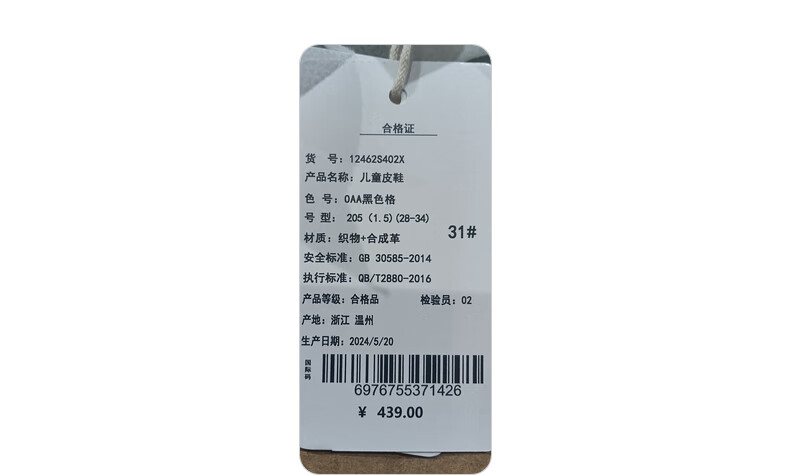 合格证
货 号：12462S402X
产品名称：儿童皮鞋
色 号：0AA黑色格
号 型： 205 (1.5)(28-34)
31#
材质：织物+合成革
安全标准：GB 30585-2014
执行标准：QB/T2880-2016
产品等级：合格品 检验员：02
产地：浙江 温州
生产日期：2024/5/20
国际码
6976755371426
￥ 439.00